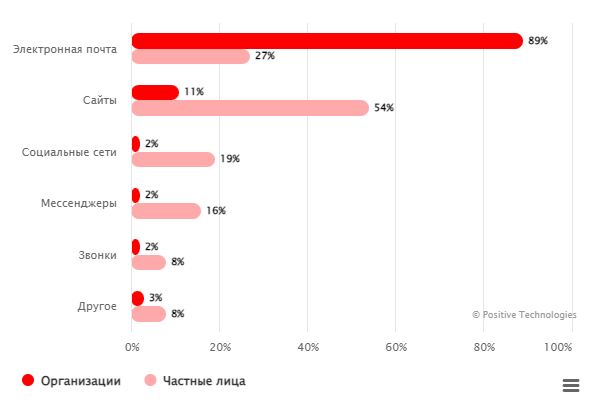 Электронная почта
89%
27%
Сайты
11%
54%
Социальные сети
2%
19%
Мессенджеры
2%
16%
Звонки
2%
8%
Другое
3%
8%
© Positive Technologies
0% 20% 40% 60% 80% 100%
Организации Частные лица